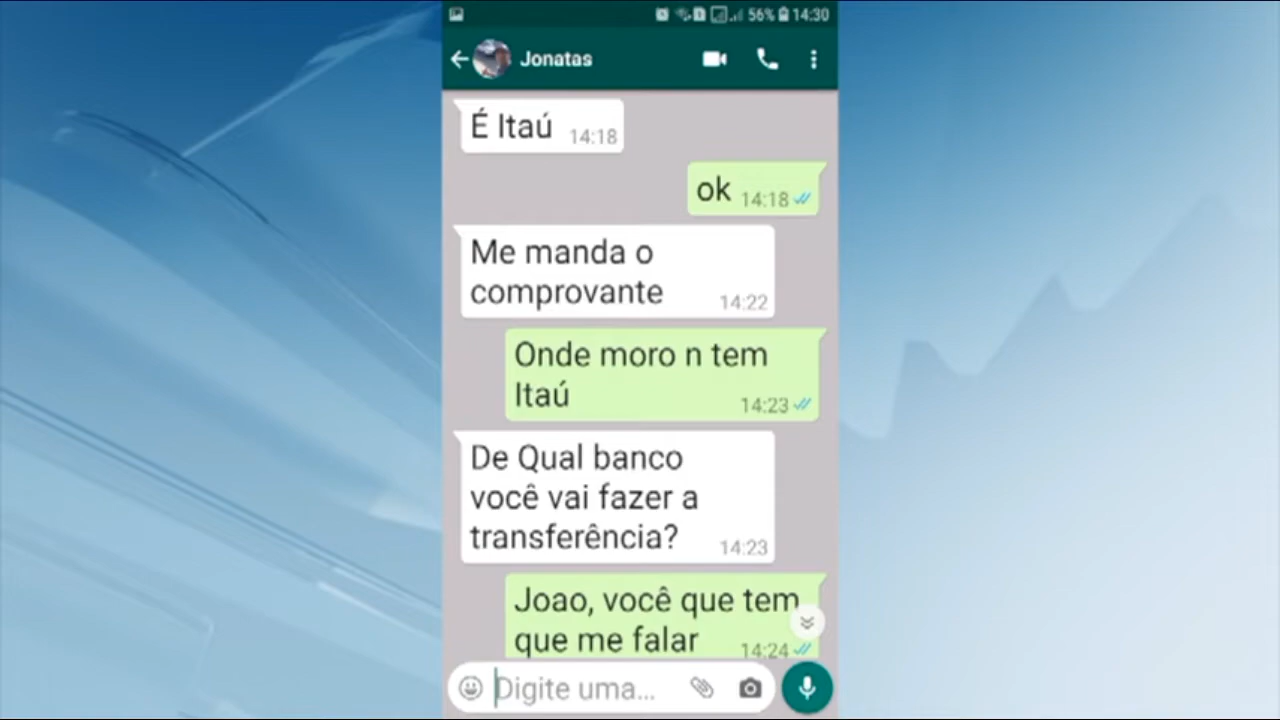 56% 14:30
Jonatas
É Itaú 14:18
ok 14:18
Me manda o
comprovante 14:22
Onde moro n tem
Itaú 14:23
De Qual banco
você vai fazer a
transferência? 14:23
Joao, você que tem
que me falar 14:24
Digite uma...